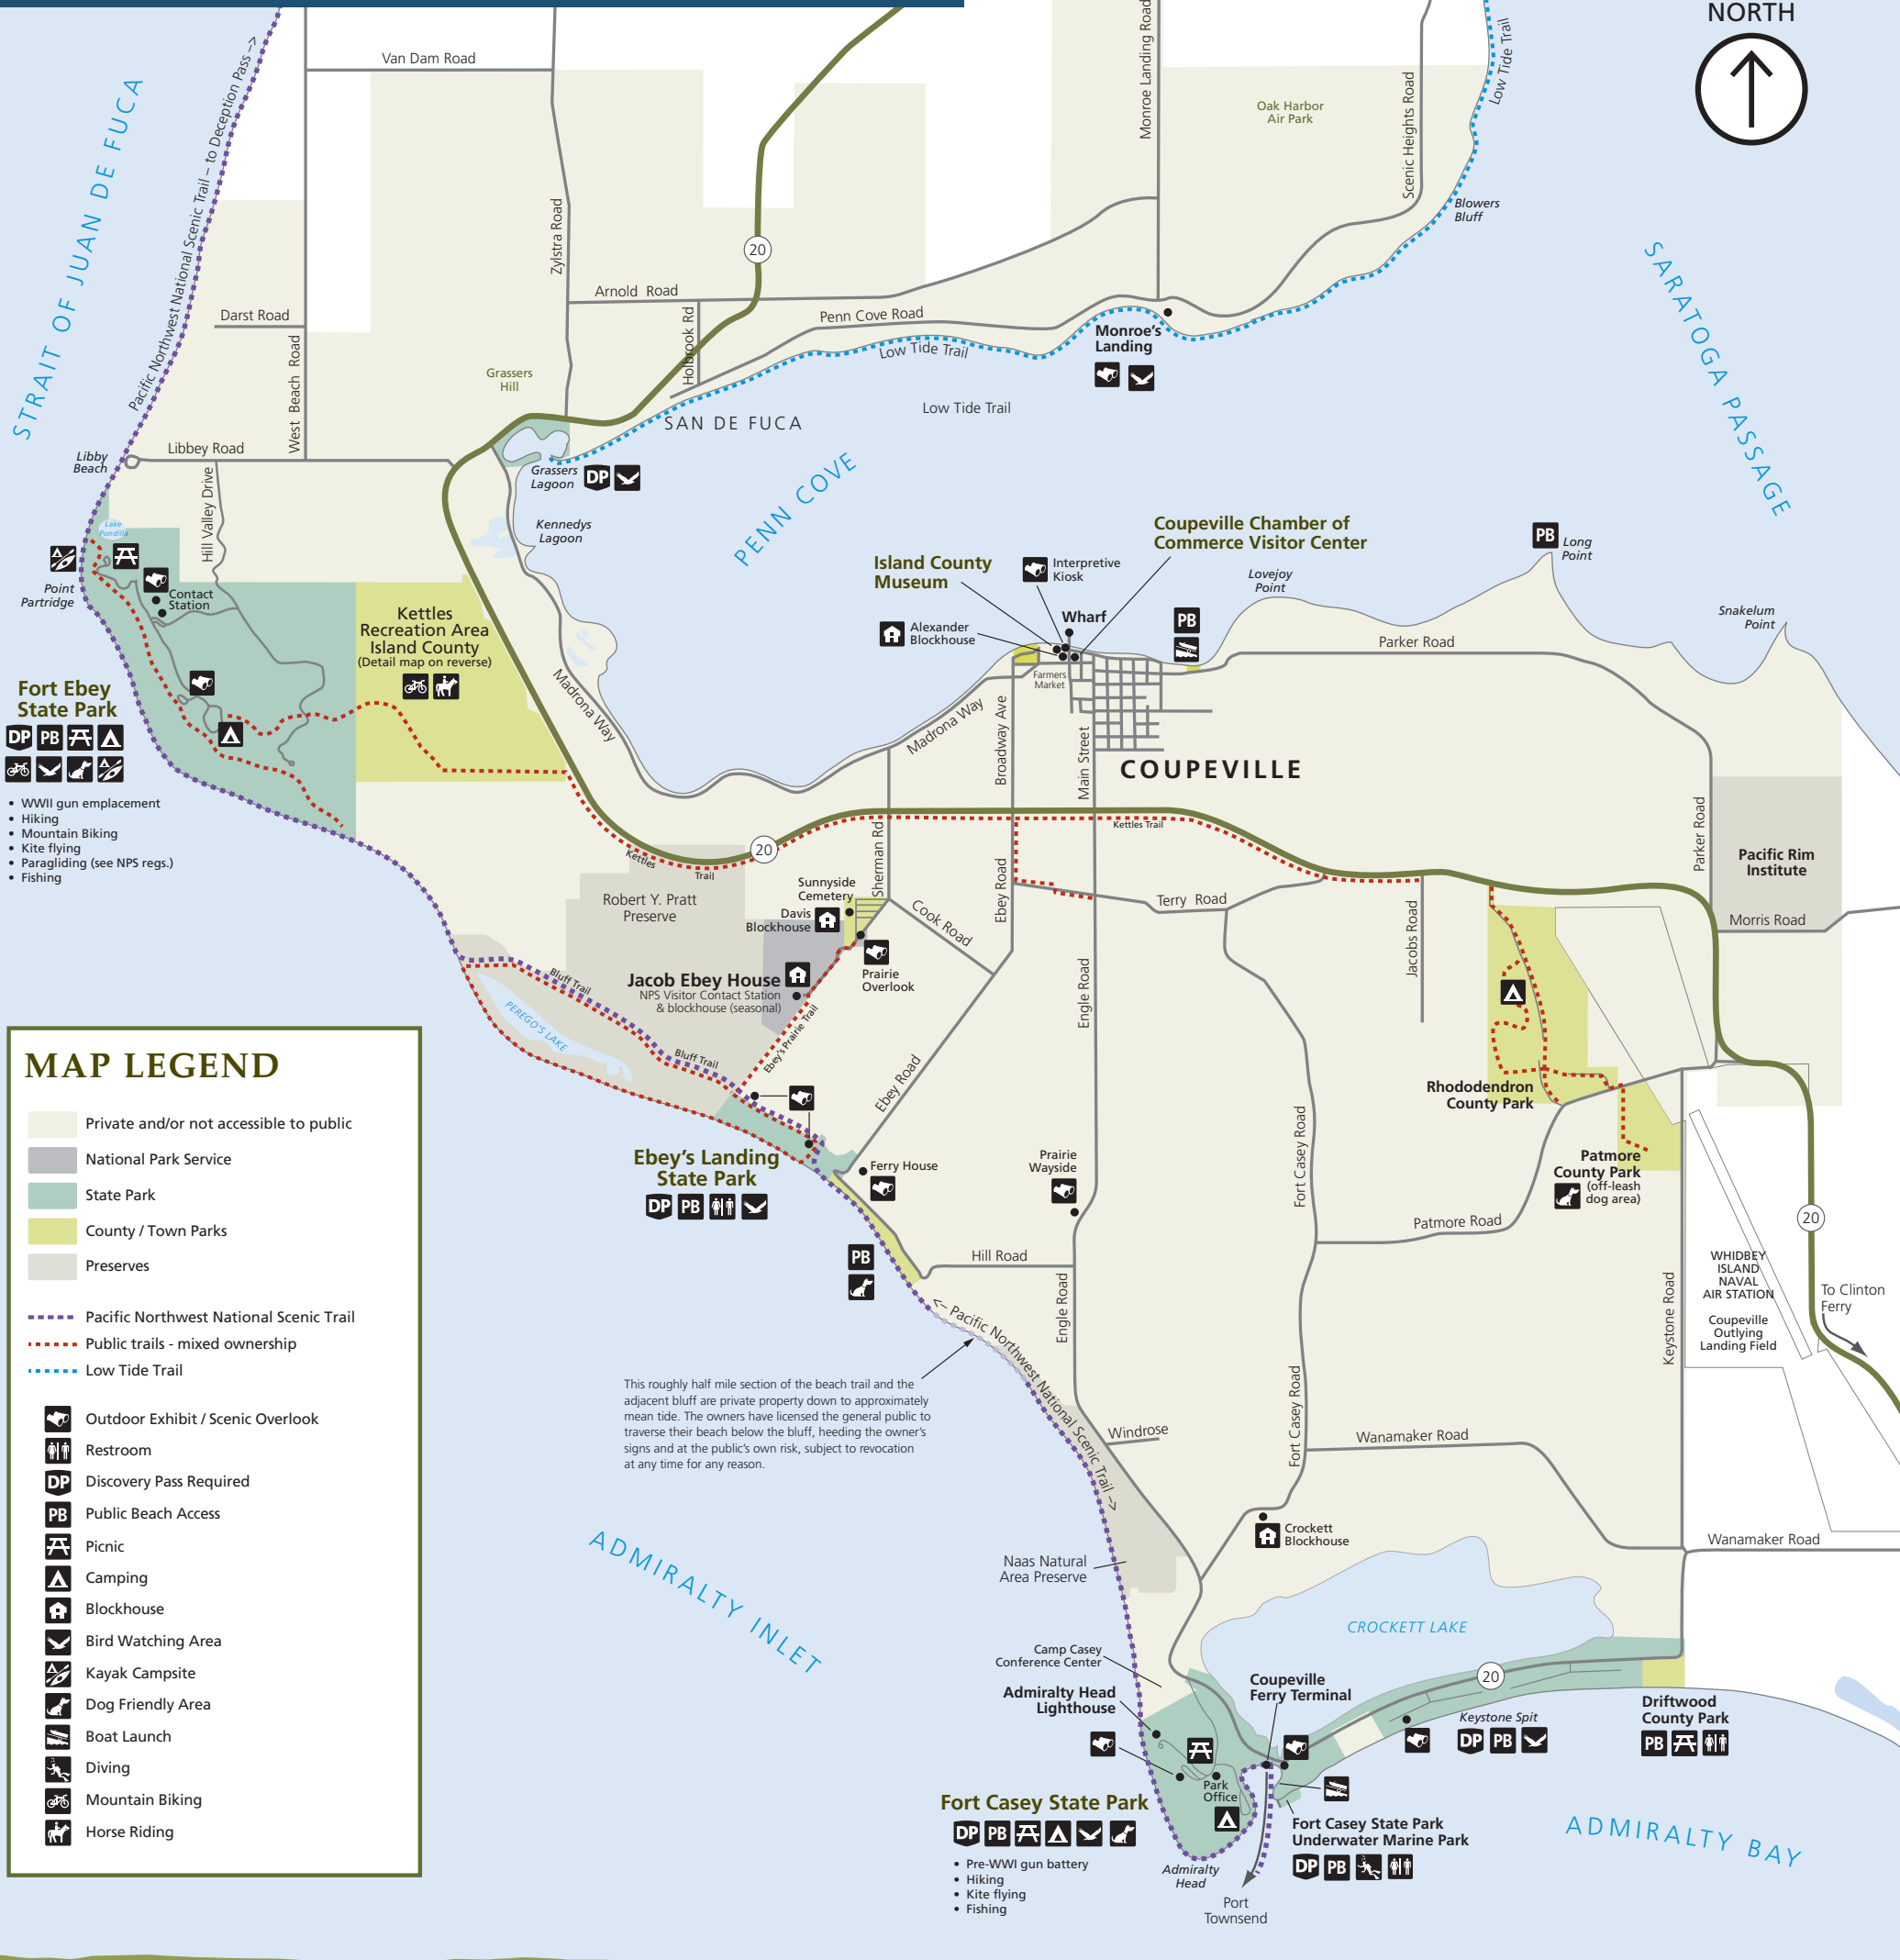 NORTH
Van Dam Road
Monroe Landing Road
Low Tide Trail
Oak Harbor
Air Park
Scenic Heights Road
Blowers
Bluff
STRAIT OF JUAN DE FUCA
Pacific Northwest National Scenic Trail – to Deception Pass –>
Zylstra Road
20
SARATOGA PASSAGE
Arnold Road
Darst Road
West Beach Road
Holbrook Rd
Penn Cove Road
Low Tide Trail
Monroe's
Landing
Grassers
Hill
Low Tide Trail
SAN DE FUCA
Libbey Road
Libby
Beach
Hill Valley Drive
Grassers
Lagoon
DP
PENN COVE
Kennedys
Lagoon
Lake
Pondilla
Point
Partridge
Contact
Station
Kettles
Recreation Area
Island County
(Detail map on reverse)
Coupeville Chamber of
Commerce Visitor Center
Island County
Museum
Interpretive
Kiosk
Wharf
Alexander
Blockhouse
Farmers
Market
PB
Lovejoy
Point
PB
Long
Point
Snakelum
Point
Parker Road
Fort Ebey
State Park
DP
PB
• WWII gun emplacement
• Hiking
• Mountain Biking
• Kite flying
• Paragliding (see NPS regs.)
• Fishing
Madrona Way
Madrona Way
Broadway Ave
Main Street
COUPEVILLE
Parker Road
Pacific Rim
Institute
Morris Road
Kettles
Trail
20
Kettles Trail
Robert Y. Pratt
Preserve
Sunnyside
Cemetery
Sherman Rd
Davis
Blockhouse
Cook Road
Ebey Road
Terry Road
Jacobs Road
Prairie
Overlook
Jacob Ebey House
NPS Visitor Contact Station
& blockhouse (seasonal)
Bluff Trail
PEREGO'S LAKE
Bluff Trail
Ebey's Prairie Trail
Engle Road
Ebey Road
Rhododendron
County Park
Fort Casey Road
Patmore
County Park
(off-leash
dog area)
Ebey's Landing
State Park
DP
PB
Ferry House
Prairie
Wayside
Patmore Road
20
PB
Hill Road
Engle Road
WHIDBEY
ISLAND
NAVAL
AIR STATION
Coupeville
Outlying
Landing Field
Keystone Road
To Clinton
Ferry
<– Pacific Northwest National Scenic Trail –>
This roughly half mile section of the beach trail and the
adjacent bluff are private property down to approximately
mean tide. The owners have licensed the general public to
traverse their beach below the bluff, heeding the owner's
signs and at the public's own risk, subject to revocation
at any time for any reason.
Windrose
Fort Casey Road
Wanamaker Road
Crockett
Blockhouse
Wanamaker Road
Naas Natural
Area Preserve
ADMIRALTY INLET
CROCKETT LAKE
Camp Casey
Conference Center
Admiralty Head
Lighthouse
Coupeville
Ferry Terminal
20
Keystone Spit
DP
PB
Driftwood
County Park
PB
Park
Office
Fort Casey State Park
DP
PB
• Pre-WWI gun battery
• Hiking
• Kite flying
• Fishing
Admiralty
Head
Port
Townsend
Fort Casey State Park
Underwater Marine Park
DP
PB
ADMIRALTY BAY
MAP LEGEND
Private and/or not accessible to public
National Park Service
State Park
County / Town Parks
Preserves
Pacific Northwest National Scenic Trail
Public trails - mixed ownership
Low Tide Trail
Outdoor Exhibit / Scenic Overlook
Restroom
DP Discovery Pass Required
PB Public Beach Access
Picnic
Camping
Blockhouse
Bird Watching Area
Kayak Campsite
Dog Friendly Area
Boat Launch
Diving
Mountain Biking
Horse Riding